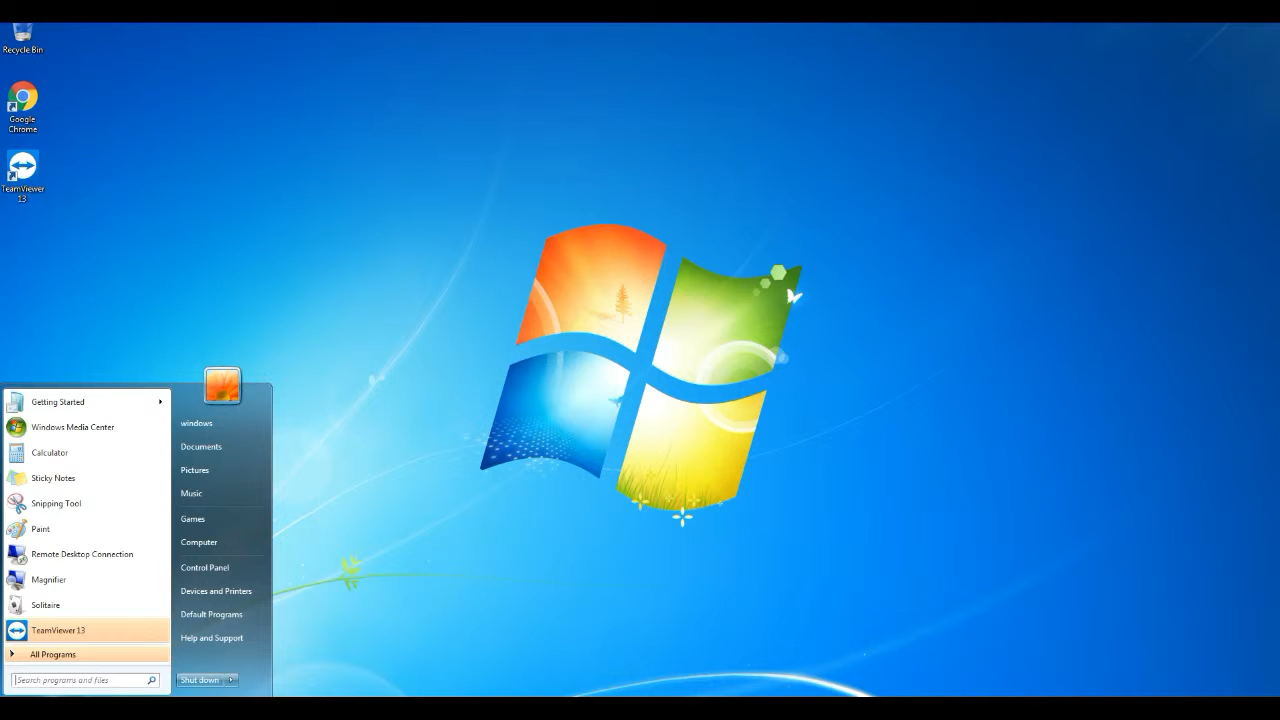 Recycle Bin
Google
Chrome
TeamViewer
13
Getting Started
Windows Media Center
Calculator
Sticky Notes
Snipping Tool
Paint
Remote Desktop Connection
Magnifier
Solitaire
TeamViewer 13
All Programs
Search programs and files
windows
Documents
Pictures
Music
Games
Computer
Control Panel
Devices and Printers
Default Programs
Help and Support
Shut down